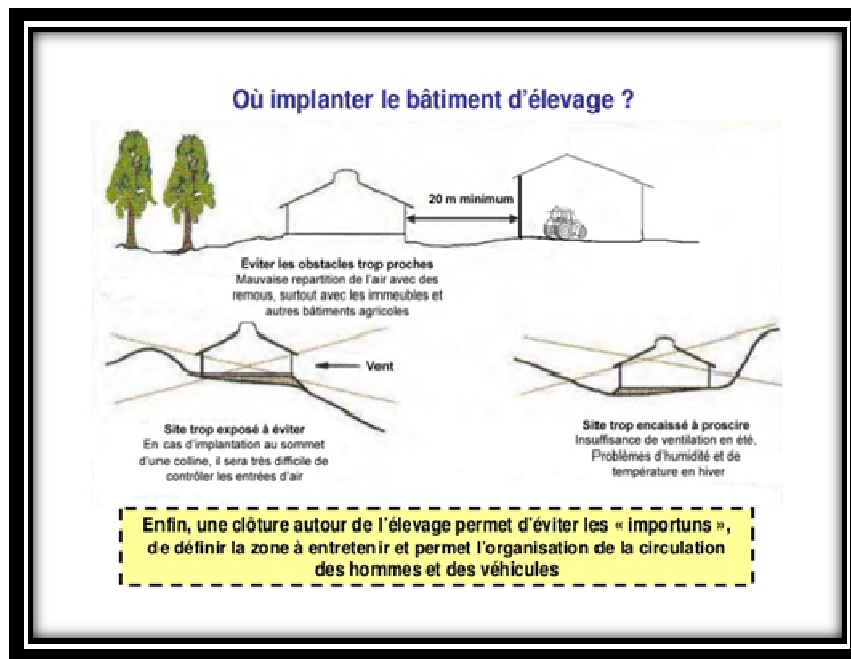 Où implanter le bâtiment d'élevage ?
20 m minimum
Éviter les obstacles trop proches
Mauvaise repartition de l'air avec des
remous, surtout avec les immeubles et
autres bâtiments agricoles
Vent
Site trop exposé à éviter
En cas d'implantation au sommet
d'une colline, il sera très difficile de
contrôler les entrées d'air
Site trop encaissé à proscire
Insuffisance de ventilation en été.
Problèmes d'humidité et de
température en hiver
Enfin, une clôture autour de l'élevage permet d'éviter les « importuns »,
de définir la zone à entretenir et permet l'organisation de la circulation
des hommes et des véhicules